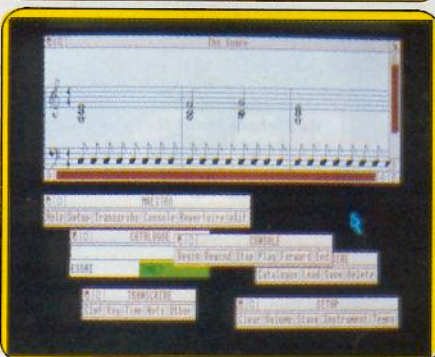 The Score
MAESTRO
Help Setup Transcribe Console Repertoire eXit
CATALOGUE
CONSOLE
Begin Rewind Stop Play Forward End
ESSAI
Catalogue Load Save Delete
TRANSCRIBE
Clef Key Time Note Other
SETUP
Clear Volume Stave Instrument Tempo